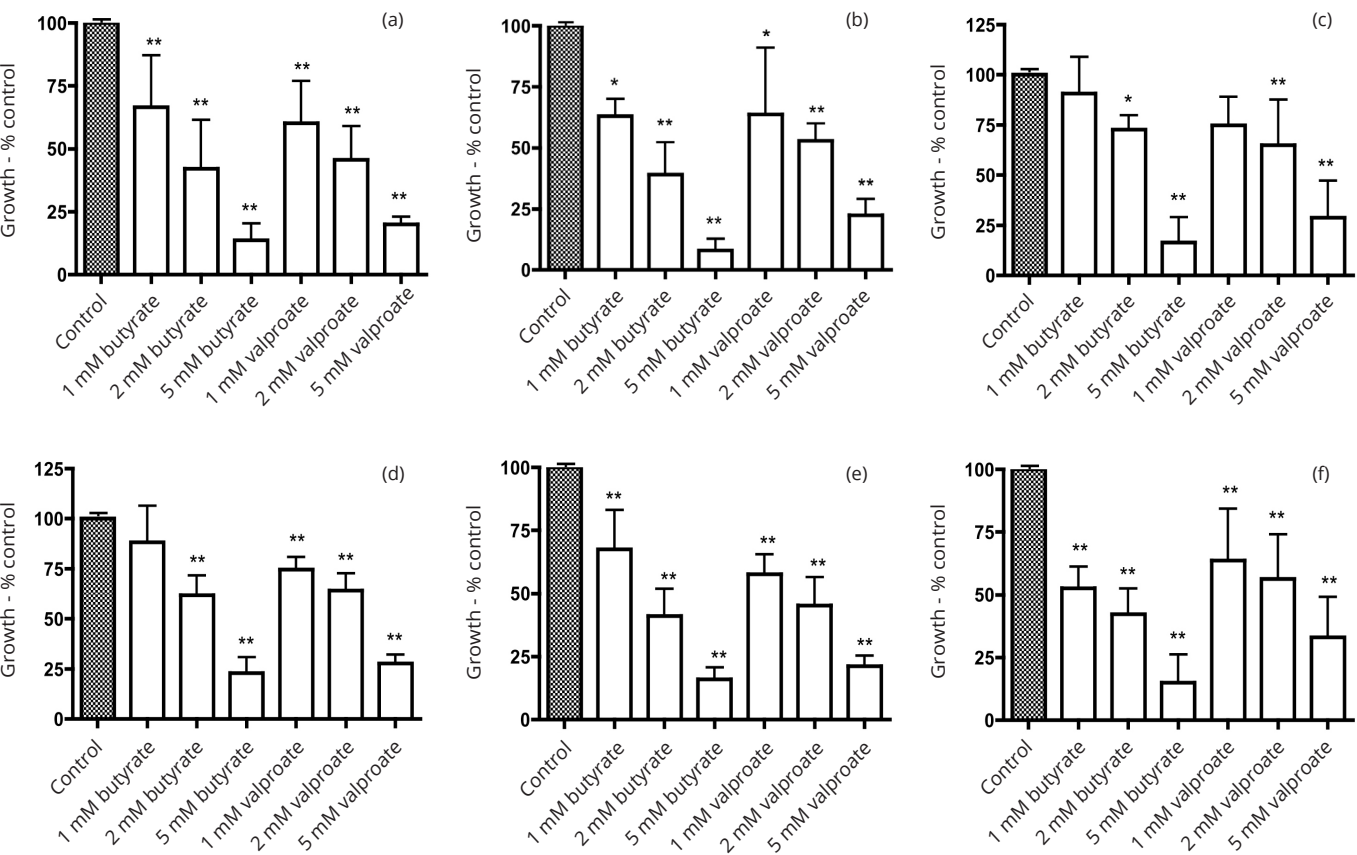 (a)
Growth - % control
100
75
50
25
0
** ** ** ** ** **
Control
1 mM butyrate
2 mM butyrate
5 mM butyrate
1 mM valproate
2 mM valproate
5 mM valproate
(b)
Growth - % control
100
75
50
25
0
* ** ** * ** **
Control
1 mM butyrate
2 mM butyrate
5 mM butyrate
1 mM valproate
2 mM valproate
5 mM valproate
(c)
Growth - % control
125
100
75
50
25
0
* ** ** **
Control
1 mM butyrate
2 mM butyrate
5 mM butyrate
1 mM valproate
2 mM valproate
5 mM valproate
(d)
Growth - % control
125
100
75
50
25
0
** ** ** ** **
Control
1 mM butyrate
2 mM butyrate
5 mM butyrate
1 mM valproate
2 mM valproate
5 mM valproate
(e)
Growth - % control
100
75
50
25
0
** ** ** ** ** **
Control
1 mM butyrate
2 mM butyrate
5 mM butyrate
1 mM valproate
2 mM valproate
5 mM valproate
(f)
Growth - % control
100
75
50
25
0
** ** ** ** ** **
Control
1 mM butyrate
2 mM butyrate
5 mM butyrate
1 mM valproate
2 mM valproate
5 mM valproate